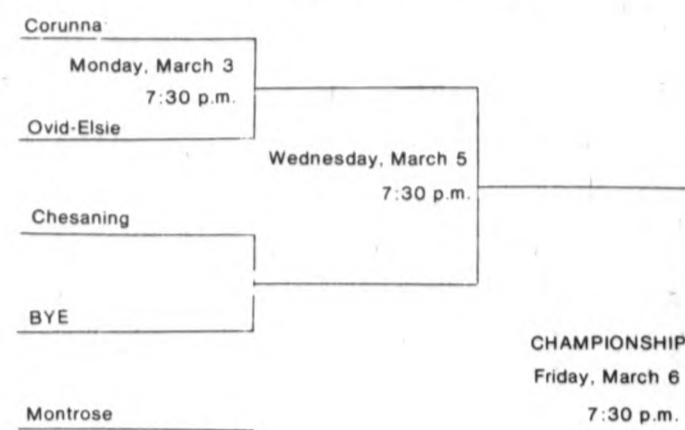 Corunna
Monday, March 3
7:30 p.m.
Ovid-Elsie
Wednesday, March 5
7:30 p.m.
Chesaning
BYE
CHAMPIONSHIP
Friday, March 6
7:30 p.m.
Montrose